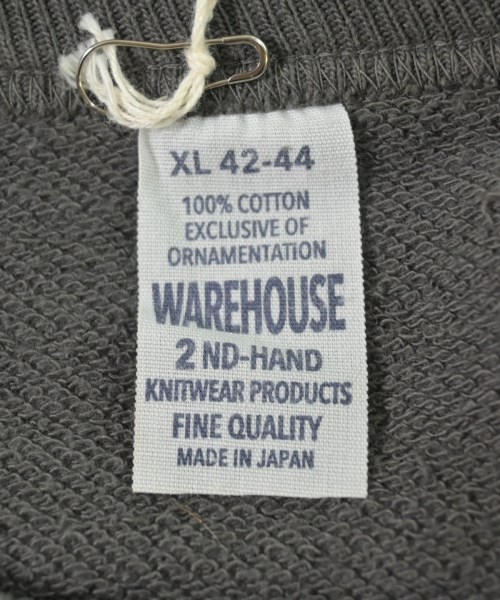 XL 42-44
100% COTTON
EXCLUSIVE OF
ORNAMENTATION
WAREHOUSE
2 ND-HAND
KNITWEAR PRODUCTS
FINE QUALITY
MADE IN JAPAN